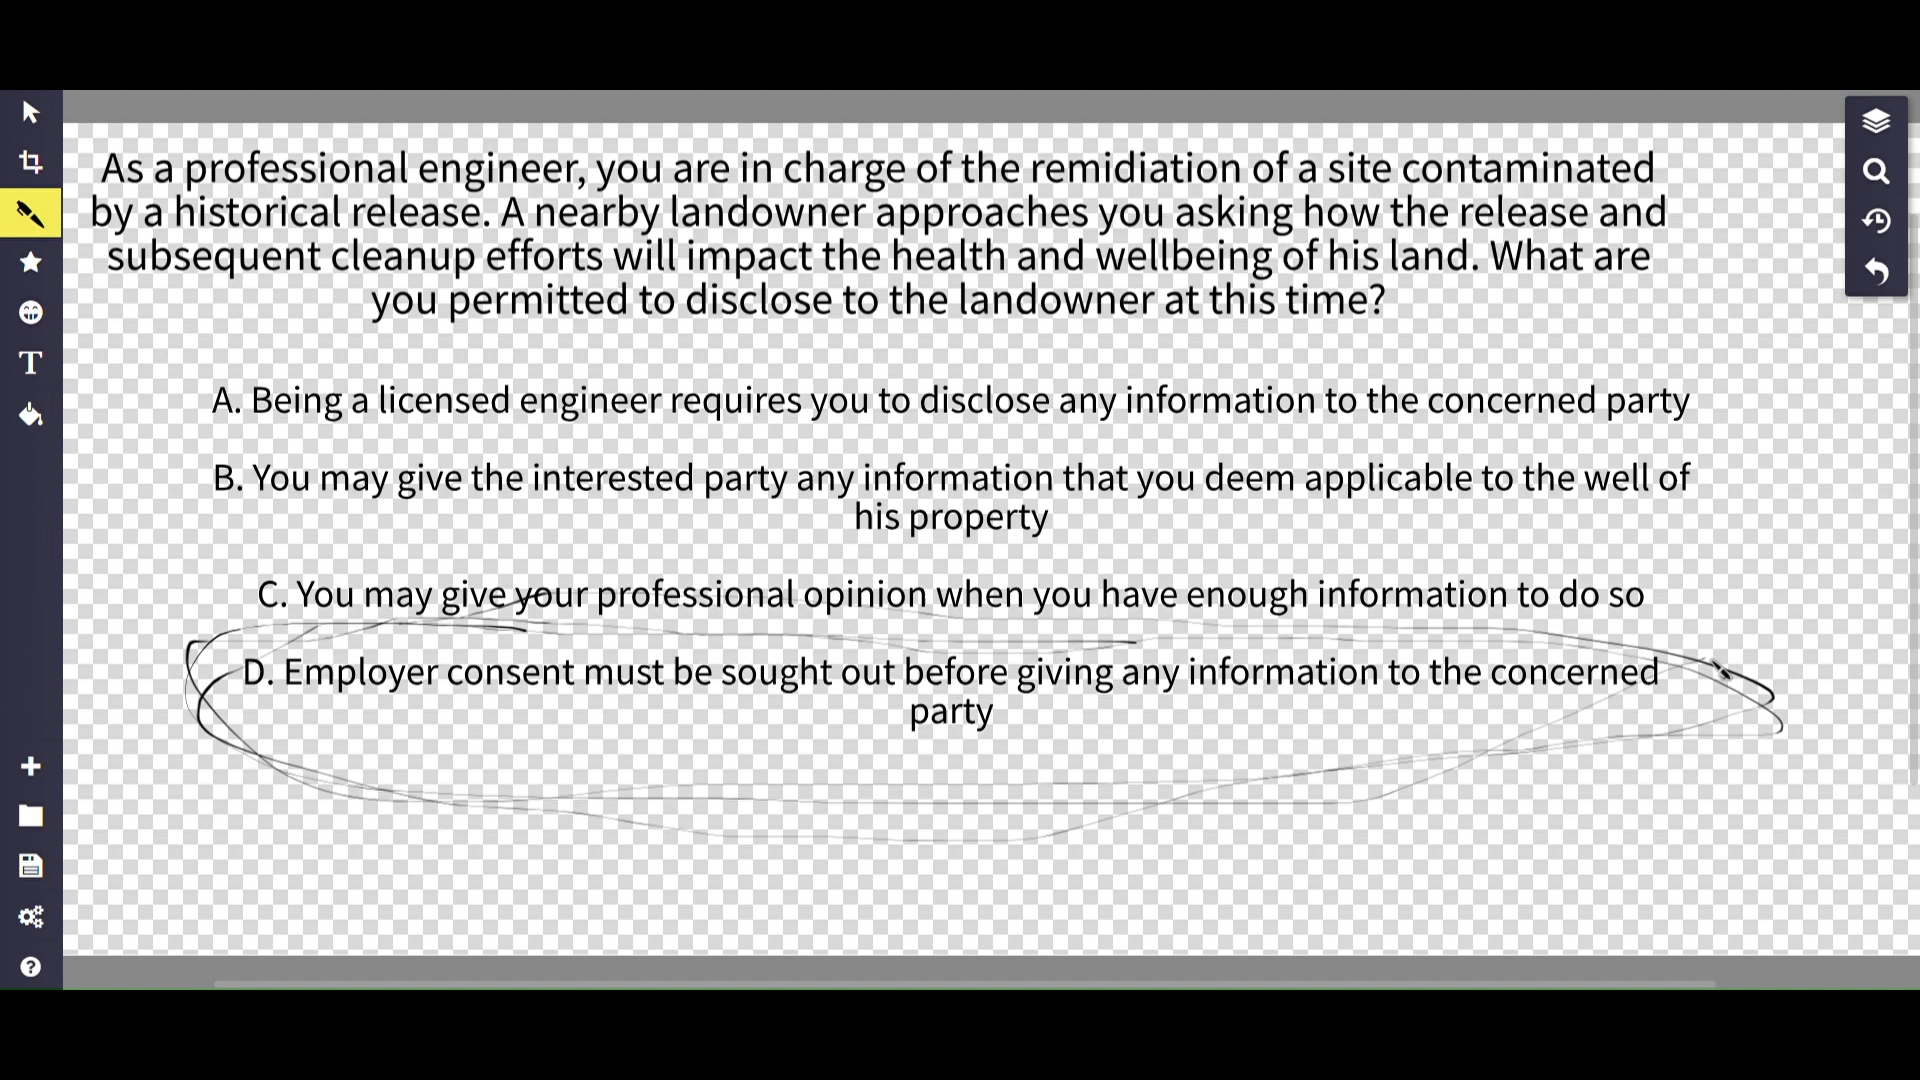 As a professional engineer, you are in charge of the remidiation of a site contaminated
by a historical release. A nearby landowner approaches you asking how the release and
subsequent cleanup efforts will impact the health and wellbeing of his land. What are
you permitted to disclose to the landowner at this time?
A. Being a licensed engineer requires you to disclose any information to the concerned party
B. You may give the interested party any information that you deem applicable to the well of
his property
C. You may give your professional opinion when you have enough information to do so
D. Employer consent must be sought out before giving any information to the concerned
party